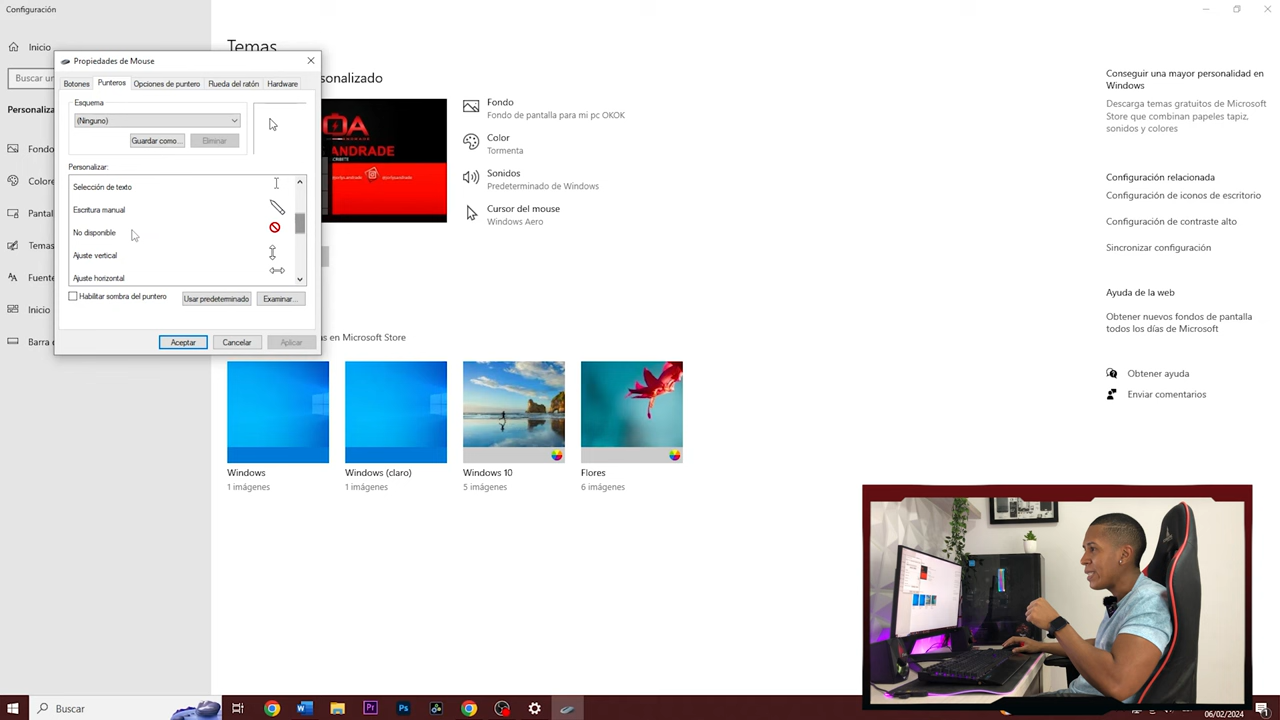 Configuración
Inicio
Buscar un
Personaliza
Fondo
Colore
Pantal
Temas
Fuente
Inicio
Barra
Temas
Propiedades de Mouse
Botones
Punteros
Opciones de puntero
Rueda del ratón
Hardware
Esquema
(Ninguno)
Guardar como...
Eliminar
Personalizar:
Selección de texto
Escritura manual
No disponible
Ajuste vertical
Ajuste horizontal
Habilitar sombra del puntero
Usar predeterminado
Examinar...
Aceptar
Cancelar
Aplicar
sonalizado
OA
.ANDRADE
Fondo
Fondo de pantalla para mi pc OKOK
Color
Tormenta
Sonidos
Predeterminado de Windows
Cursor del mouse
Windows Aero
as en Microsoft Store
Windows
1 imágenes
Windows (claro)
1 imágenes
Windows 10
5 imágenes
Flores
6 imágenes
Conseguir una mayor personalidad en
Windows
Descarga temas gratuitos de Microsoft
Store que combinan papeles tapiz,
sonidos y colores
Configuración relacionada
Configuración de iconos de escritorio
Configuración de contraste alto
Sincronizar configuración
Ayuda de la web
Obtener nuevos fondos de pantalla
todos los días de Microsoft
Obtener ayuda
Enviar comentarios
Buscar
06/02/2024